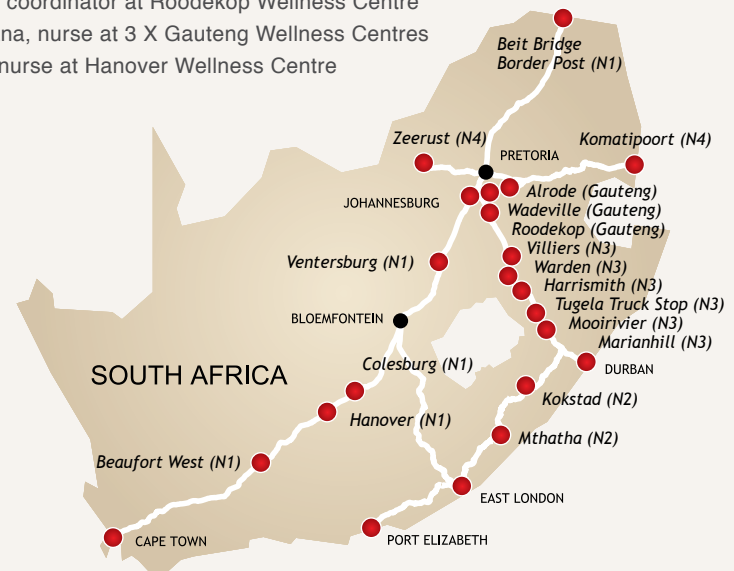 coordinator at Roodekop Wellness Centre
na, nurse at 3 X Gauteng Wellness Centres
nurse at Hanover Wellness Centre
Beit Bridge
Border Post (N1)
Zeerust (N4)
Komatipoort (N4)
PRETORIA
JOHANNESBURG
Alrode (Gauteng)
Wadeville (Gauteng)
Roodekop (Gauteng)
Villiers (N3)
Ventersburg (N1)
Warden (N3)
Harrismith (N3)
Tugela Truck Stop (N3)
BLOEMFONTEIN
Mooirivier (N3)
Marianhill (N3)
DURBAN
Colesburg (N1)
SOUTH AFRICA
Kokstad (N2)
Hanover (N1)
Mthatha (N2)
Beaufort West (N1)
EAST LONDON
CAPE TOWN
PORT ELIZABETH